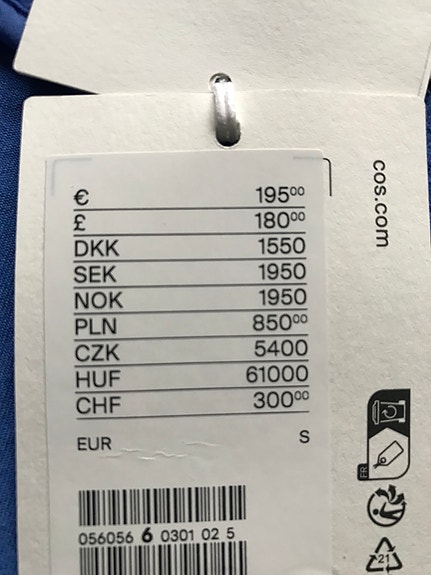 € 195⁰⁰
£ 180⁰⁰
DKK 1550
SEK 1950
NOK 1950
PLN 850⁰⁰
CZK 5400
HUF 61000
CHF 300⁰⁰
EUR S
056056 6 0301 02 5
cos.com
FR
21